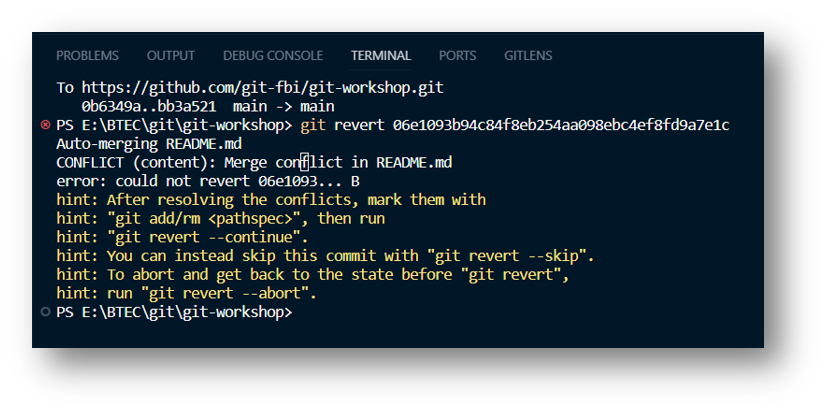 PROBLEMS OUTPUT DEBUG CONSOLE TERMINAL PORTS GITLENS
To https://github.com/git-fbi/git-workshop.git
0b6349a..bb3a521 main -> main
PS E:\BTEC\git\git-workshop> git revert 06e1093b94c84f8eb254aa098ebc4ef8fd9a7e1c
Auto-merging README.md
CONFLICT (content): Merge conflict in README.md
error: could not revert 06e1093... B
hint: After resolving the conflicts, mark them with
hint: "git add/rm <pathspec>", then run
hint: "git revert --continue".
hint: You can instead skip this commit with "git revert --skip".
hint: To abort and get back to the state before "git revert",
hint: run "git revert --abort".
PS E:\BTEC\git\git-workshop>